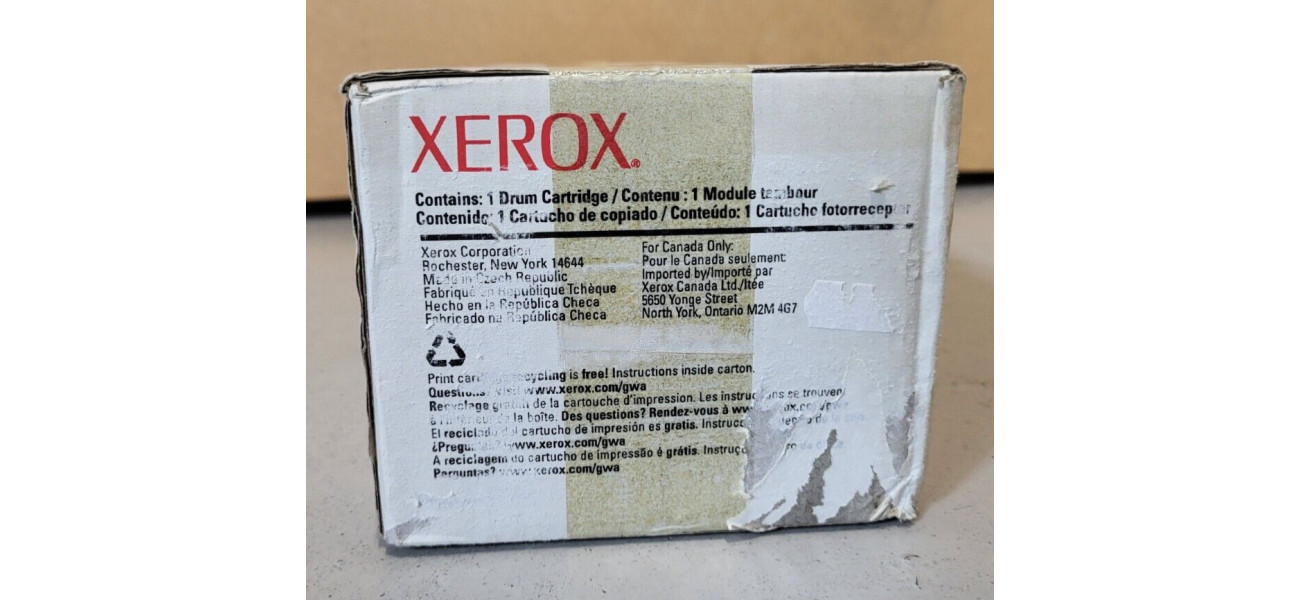 XEROX®
Contains: 1 Drum Cartridge / Contenu : 1 Module tambour
Contenido: 1 Cartucho de copiado / Conteúdo: 1 Cartucho fotorreceptor
Xerox Corporation
Rochester, New York 14644
Made in Czech Republic
Fabriqué en République Tchèque
Hecho en la República Checa
Fabricado na República Checa
For Canada Only:
Pour le Canada seulement:
Imported by/Importé par
Xerox Canada Ltd./ltée
5650 Yonge Street
North York, Ontario M2M 4G7
Print cartridge recycling is free! Instructions inside carton.
Questions? visit www.xerox.com/gwa
Recyclage gratuit de la cartouche d'impression. Les instructions se trouvent
à l'intérieur de la boîte. Des questions? Rendez-vous à www.xerox.com/gwa
El reciclado del cartucho de impresión es gratis.
¿Preguntas? www.xerox.com/gwa
A reciclagem do cartucho de impressão é grátis.
Perguntas? www.xerox.com/gwa